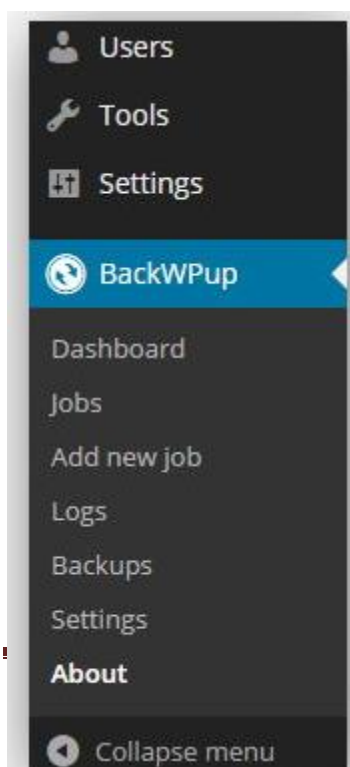 Users
Tools
Settings
BackWPup
Dashboard
Jobs
Add new job
Logs
Backups
Settings
About
Collapse menu